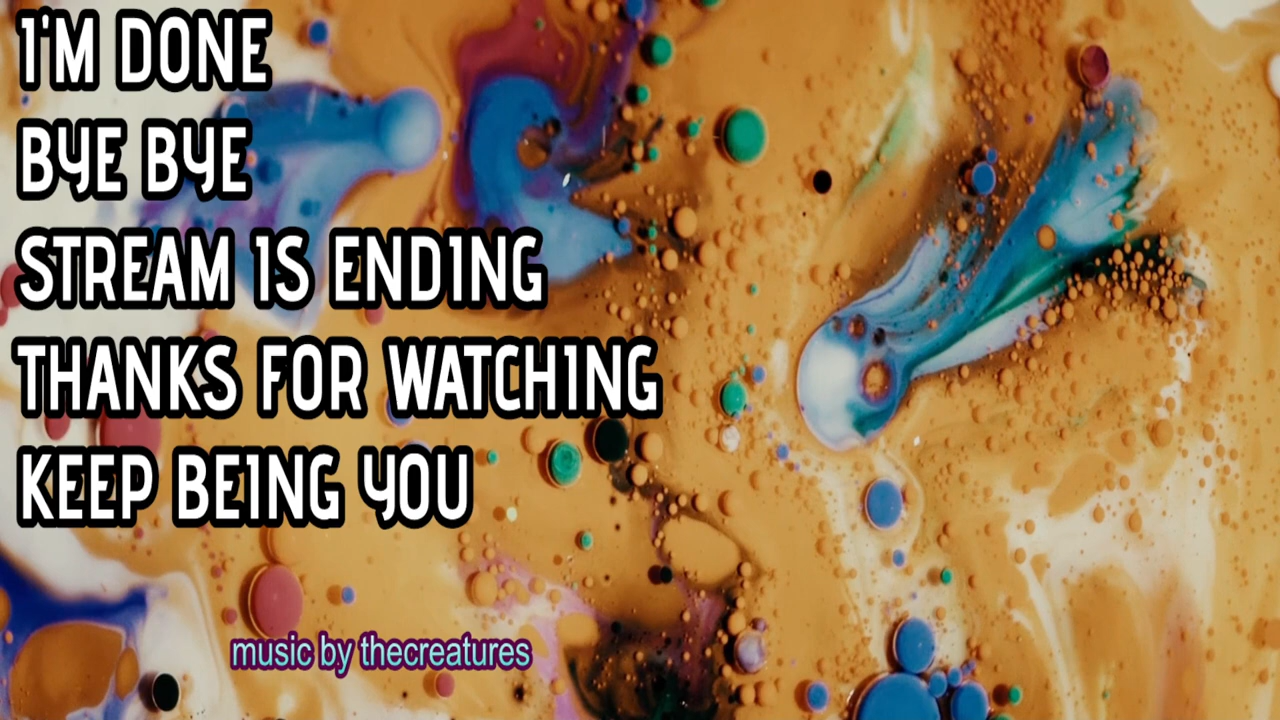 I'M DONE
BYE BYE
STREAM IS ENDING
THANKS FOR WATCHING
KEEP BEING YOU
music by thecreatures